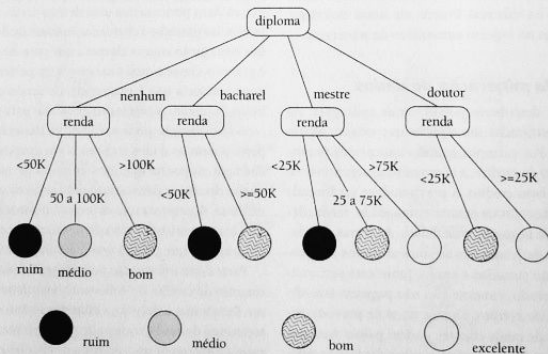 diploma
nenhum bacharel mestre doutor
renda renda renda renda
<50K >100K <25K >75K >=25K
50 a 100K <50K >=50K 25 a 75K <25K
ruim médio bom
ruim médio bom excelente